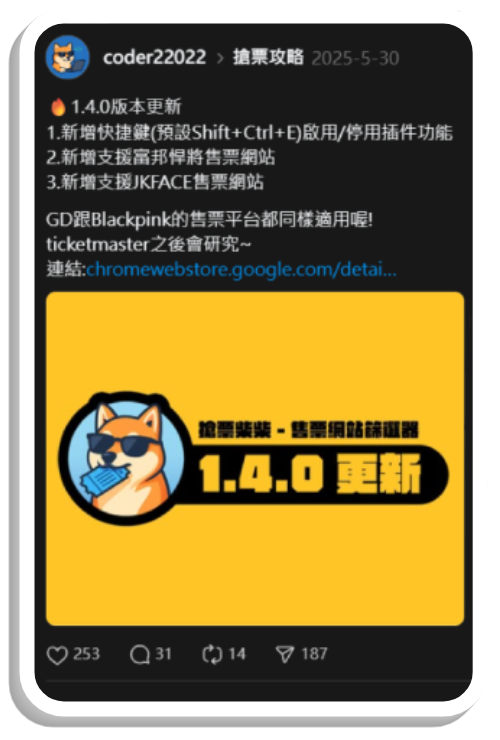 coder22022 > 搶票攻略 2025-5-30
🔥1.4.0版本更新
1.新增快捷鍵(預設Shift+Ctrl+E)啟用/停用插件功能
2.新增支援富邦悍將售票網站
3.新增支援JKFACE售票網站
GD跟Blackpink的售票平台都同樣適用喔!
ticketmaster之後會研究~
連結:chromewebstore.google.com/detai...
搶票柴柴 - 售票網站篩選器
1.4.0 更新
253 31 14 187